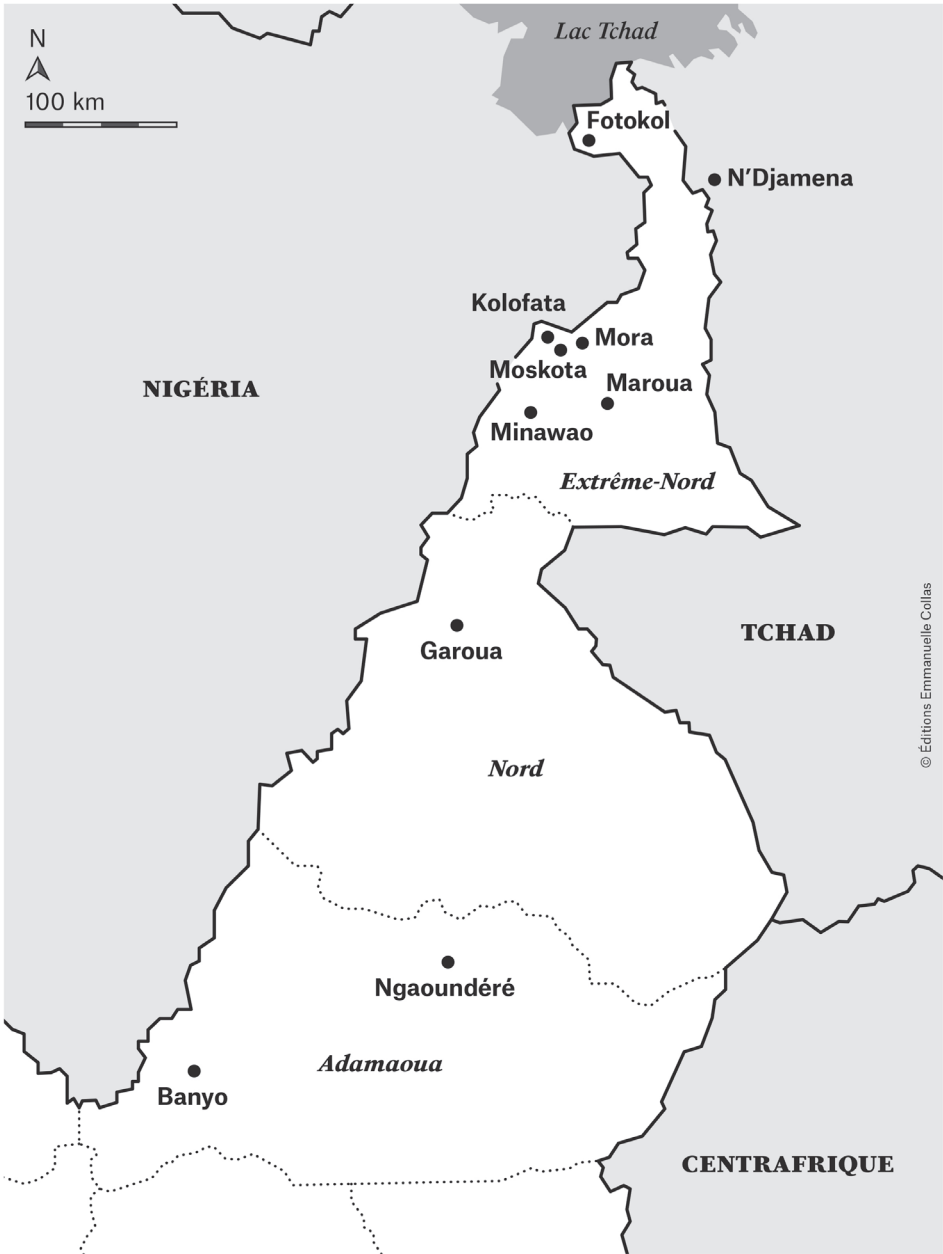 Lac Tchad
N
100 km
Fotokol
N’Djamena
Kolofata
Mora
Moskota
Maroua
NIGÉRIA
Minawao
Extrême-Nord
TCHAD
Garoua
© Éditions Emmanuelle Collas
Nord
Ngaoundéré
Adamaoua
Banyo
CENTRAFRIQUE